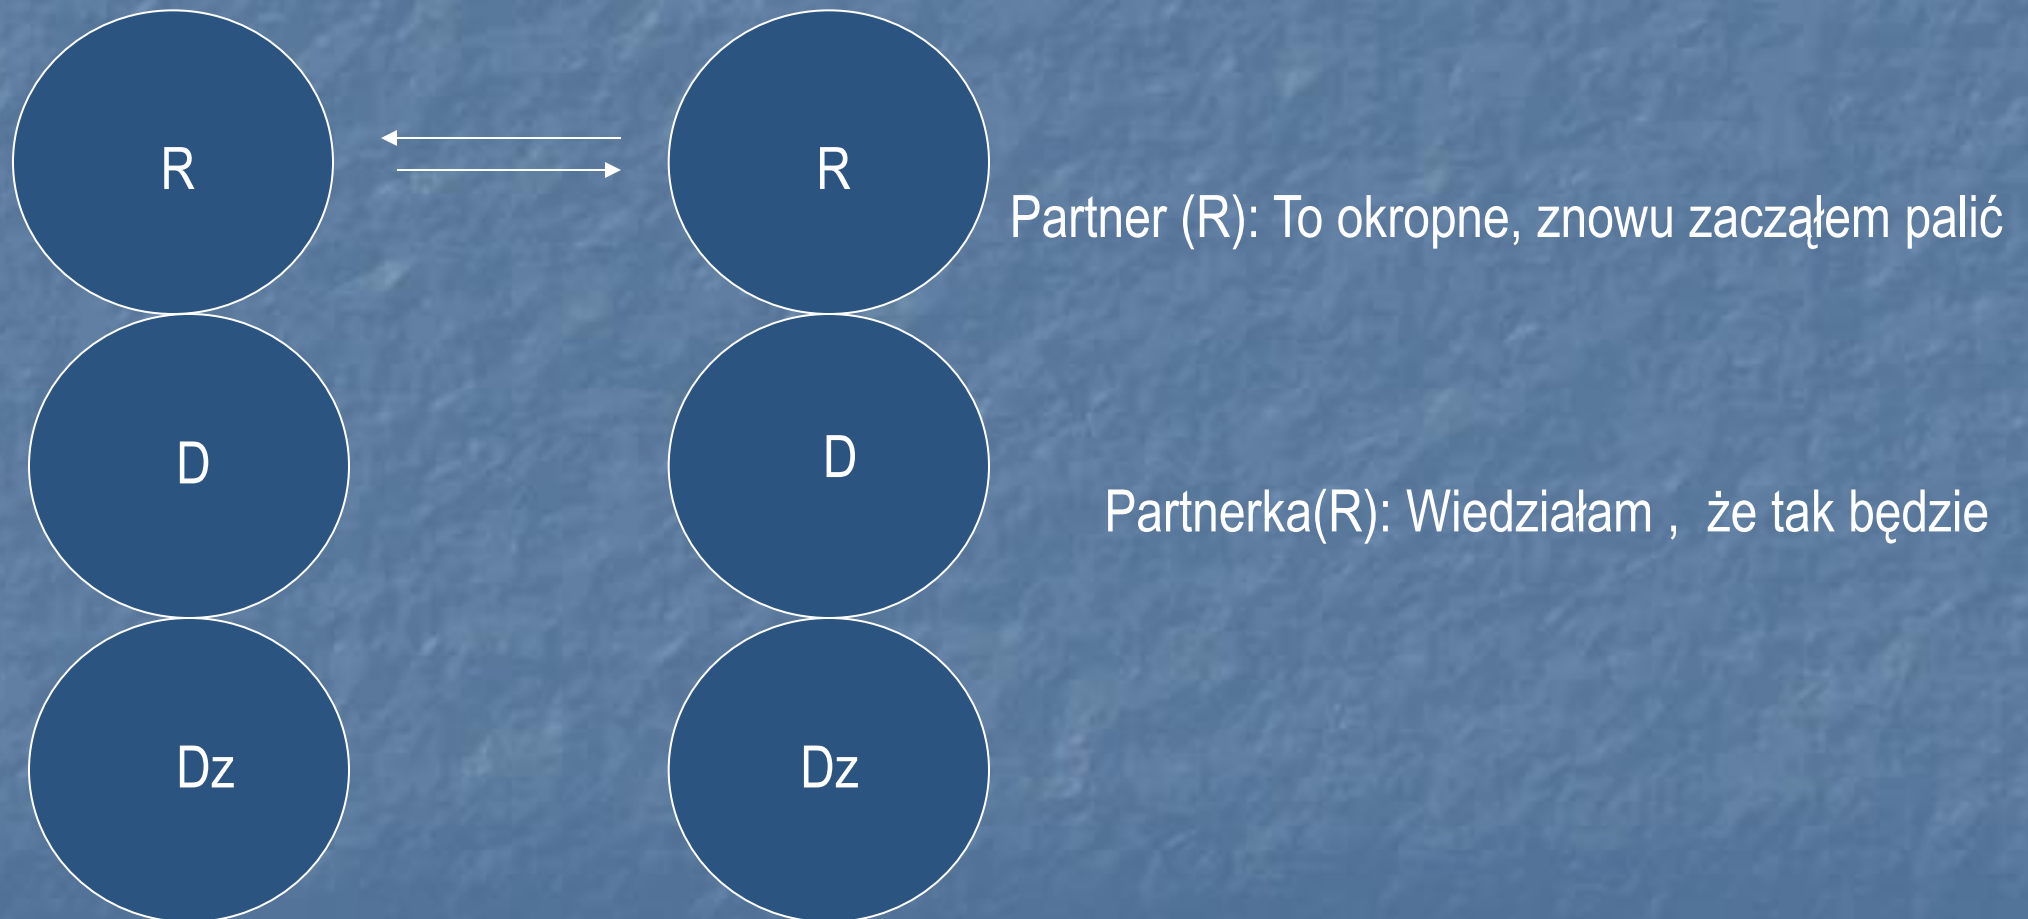 R
R
Partner (R): To okropne, znowu zacząłem palić
D
D
Partnerka(R): Wiedziałam , że tak będzie
Dz
Dz